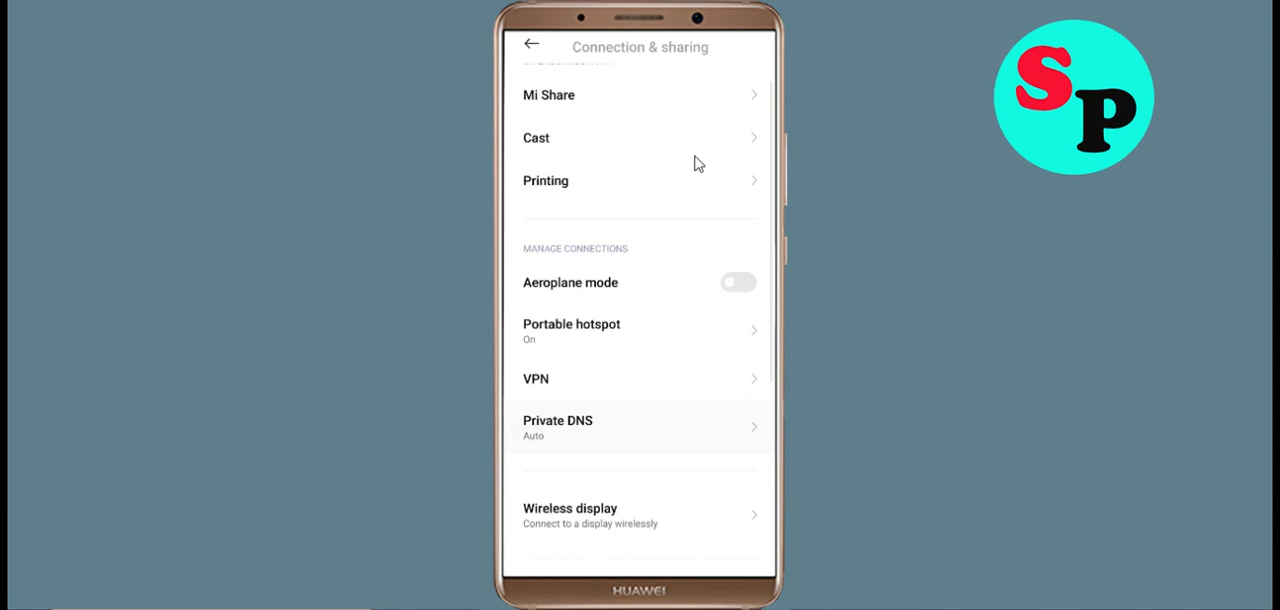 Connection & sharing
Mi Share
Cast
Printing
MANAGE CONNECTIONS
Aeroplane mode
Portable hotspot
On
VPN
Private DNS
Auto
Wireless display
Connect to a display wirelessly
HUAWEI
SP